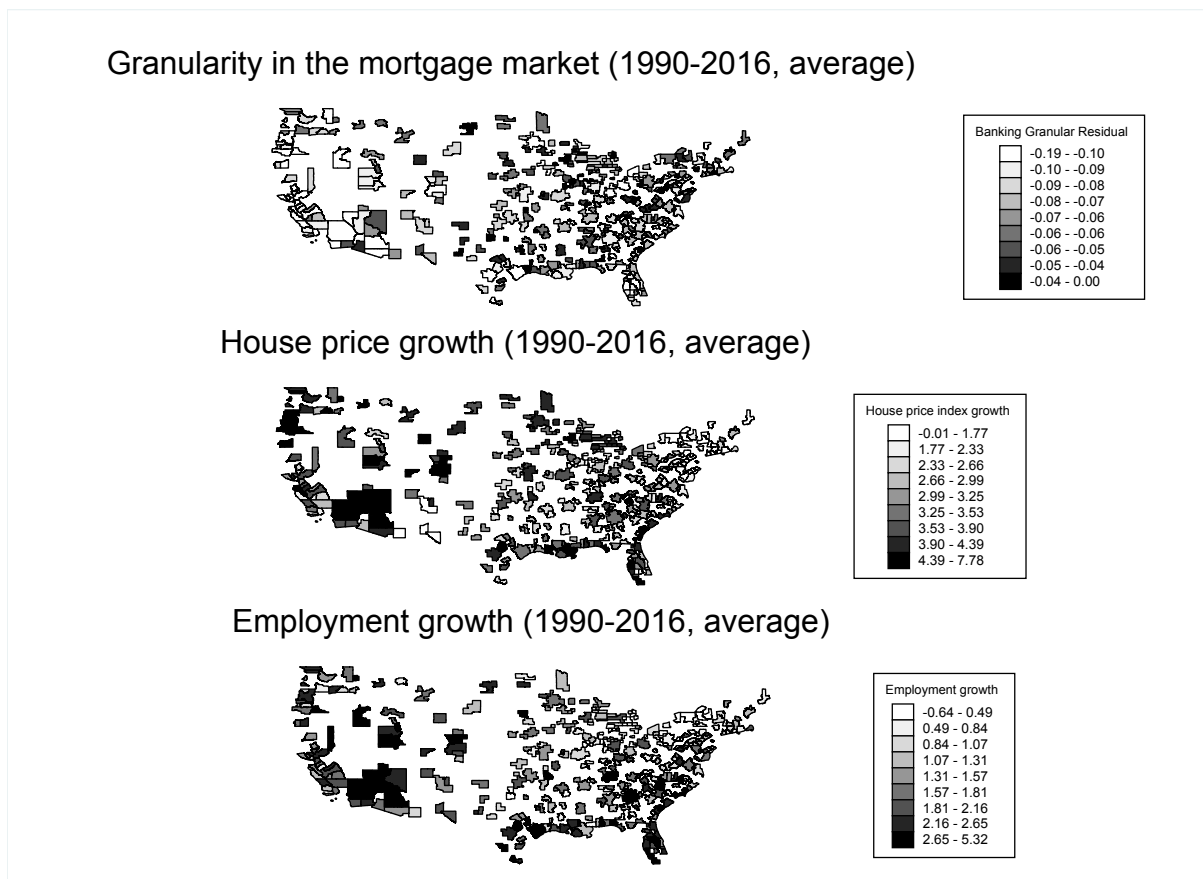 Granularity in the mortgage market (1990-2016, average)
Banking Granular Residual
-0.19 - -0.10
-0.10 - -0.09
-0.09 - -0.08
-0.08 - -0.07
-0.07 - -0.06
-0.06 - -0.06
-0.06 - -0.05
-0.05 - -0.04
-0.04 - 0.00
House price growth (1990-2016, average)
House price index growth
-0.01 - 1.77
1.77 - 2.33
2.33 - 2.66
2.66 - 2.99
2.99 - 3.25
3.25 - 3.53
3.53 - 3.90
3.90 - 4.39
4.39 - 7.78
Employment growth (1990-2016, average)
Employment growth
-0.64 - 0.49
0.49 - 0.84
0.84 - 1.07
1.07 - 1.31
1.31 - 1.57
1.57 - 1.81
1.81 - 2.16
2.16 - 2.65
2.65 - 5.32